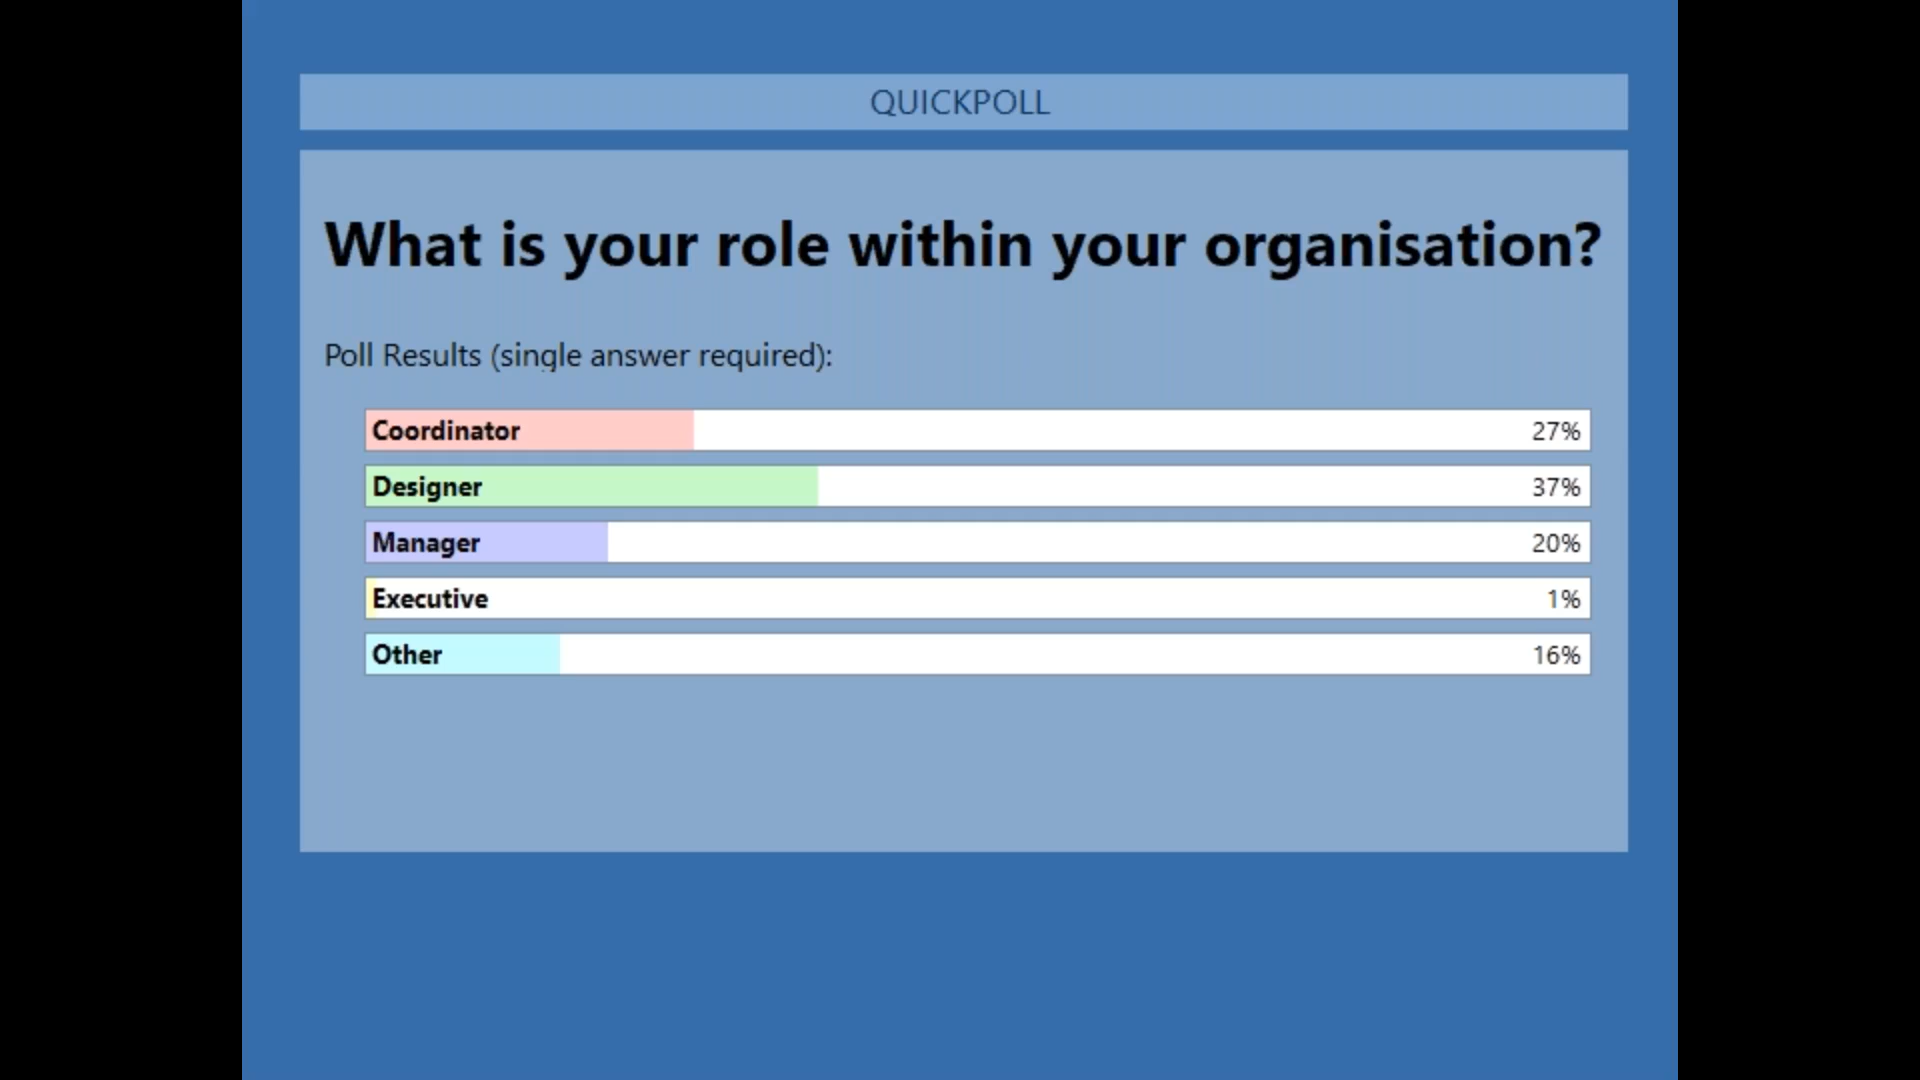 QUICKPOLL
What is your role within your organisation?
Poll Results (single answer required):
Coordinator 27%
Designer 37%
Manager 20%
Executive 1%
Other 16%